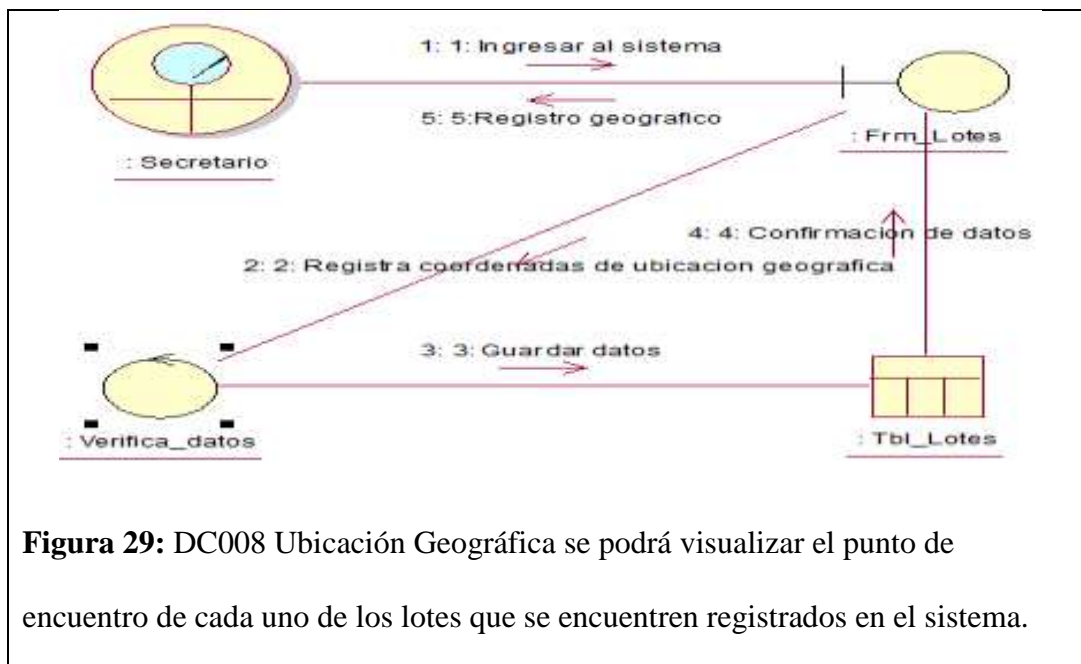 1: 1: Ingresar al sistema
5: 5:Registro geografico
: Secretario
: Frm_Lotes
4: 4: Confirmacion de datos
2: 2: Registra coordenadas de ubicacion geografica
3: 3: Guardar datos
: Verifica_datos
: Tbl_Lotes
Figura 29: DC008 Ubicación Geográfica se podrá visualizar el punto de
encuentro de cada uno de los lotes que se encuentren registrados en el sistema.